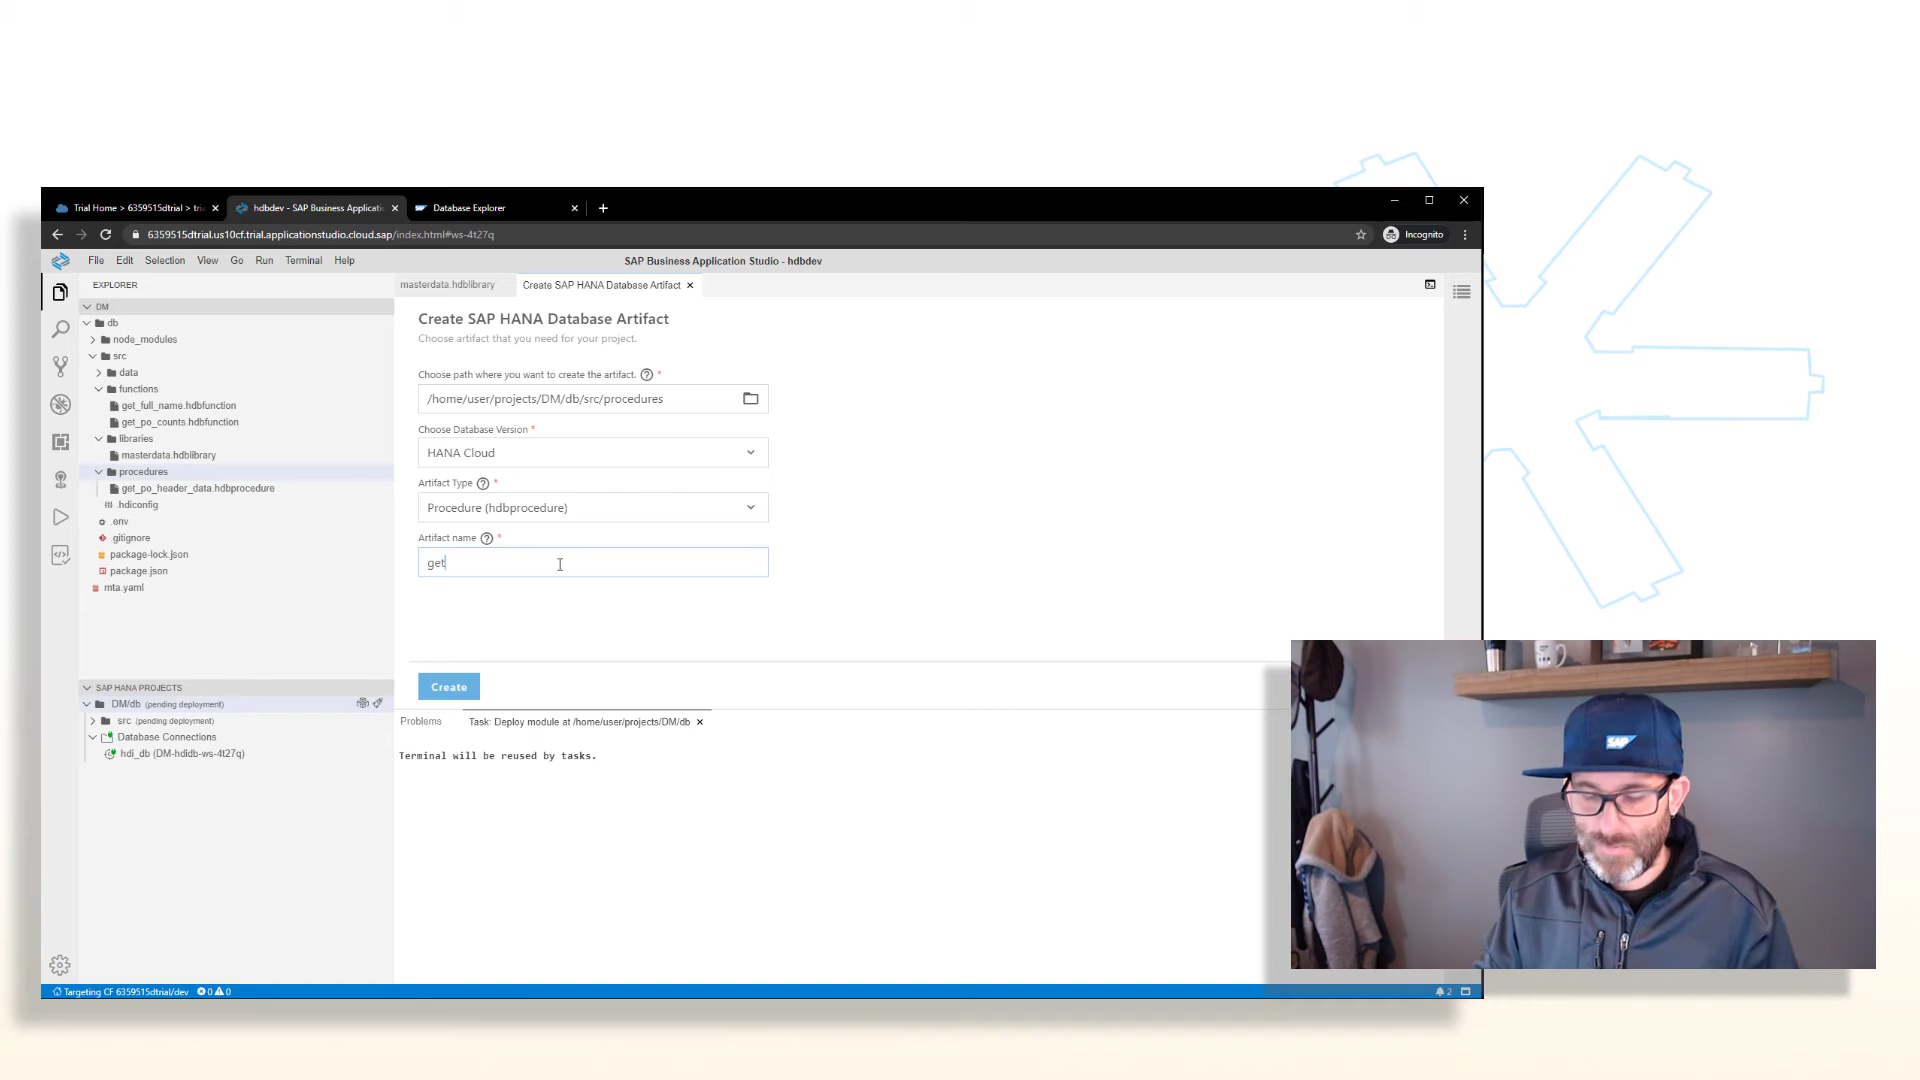 Trial Home > 6359515dtrial > tri
hdbdev - SAP Business Applicati
Database Explorer
6359515dtrial.us10cf.trial.applicationstudio.cloud.sap/index.html#ws-4t27q
Incognito
File Edit Selection View Go Run Terminal Help
SAP Business Application Studio - hdbdev
EXPLORER
DM
db
node_modules
src
data
functions
get_full_name.hdbfunction
get_po_counts.hdbfunction
libraries
masterdata.hdblibrary
procedures
get_po_header_data.hdbprocedure
.hdiconfig
.env
.gitignore
package-lock.json
package.json
mta.yaml
SAP HANA PROJECTS
DM/db (pending deployment)
src (pending deployment)
Database Connections
hdi_db (DM-hdidb-ws-4t27q)
masterdata.hdblibrary
Create SAP HANA Database Artifact
Create SAP HANA Database Artifact
Choose artifact that you need for your project.
Choose path where you want to create the artifact. ? *
/home/user/projects/DM/db/src/procedures
Choose Database Version *
HANA Cloud
Artifact Type ? *
Procedure (hdbprocedure)
Artifact name ? *
get
Create
Problems
Task: Deploy module at /home/user/projects/DM/db
Terminal will be reused by tasks.
Targeting CF 6359515dtrial/dev 0 0
2
SAP